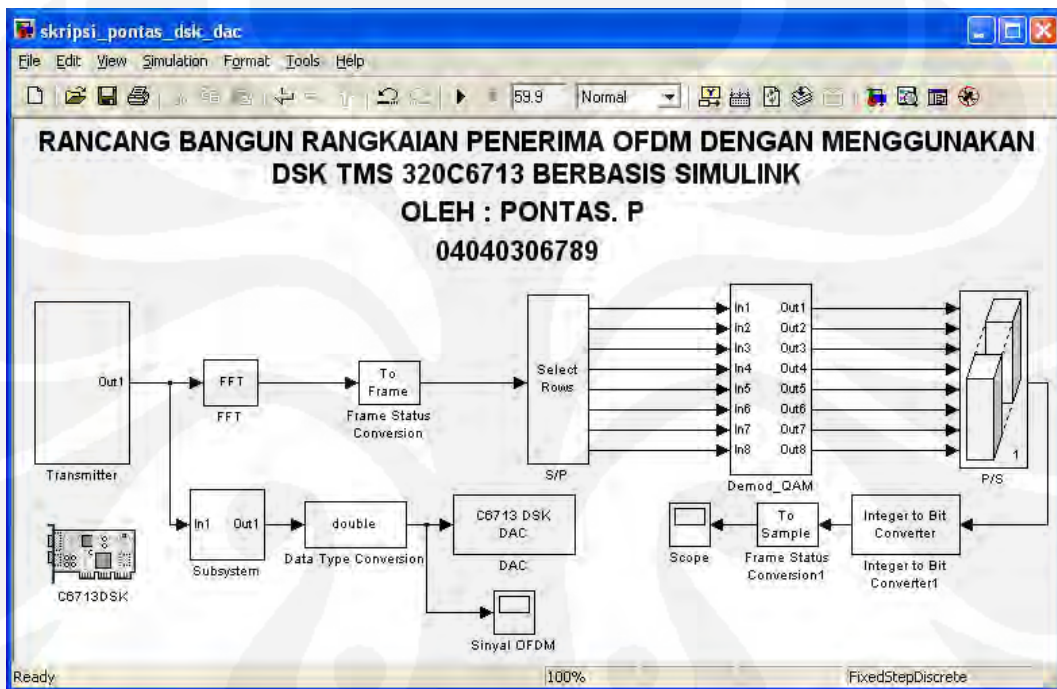 skripsi_pontas_dsk_dac
File Edit View Simulation Format Tools Help
59.9 Normal
RANCANG BANGUN RANGKAIAN PENERIMA OFDM DENGAN MENGGUNAKAN
DSK TMS 320C6713 BERBASIS SIMULINK
OLEH : PONTAS. P
04040306789
Out1
Transmitter
FFT
FFT
To
Frame
Frame Status
Conversion
Select
Rows
S/P
In1 Out1
In2 Out2
In3 Out3
In4 Out4
In5 Out5
In6 Out6
In7 Out7
In8 Out8
Demod_QAM
1
P/S
C6713DSK
In1 Out1
Subsystem
double
Data Type Conversion
C6713 DSK
DAC
DAC
Sinyal OFDM
Scope
To
Sample
Frame Status
Conversion1
Integer to Bit
Converter
Integer to Bit
Converter1
Ready 100% FixedStepDiscrete